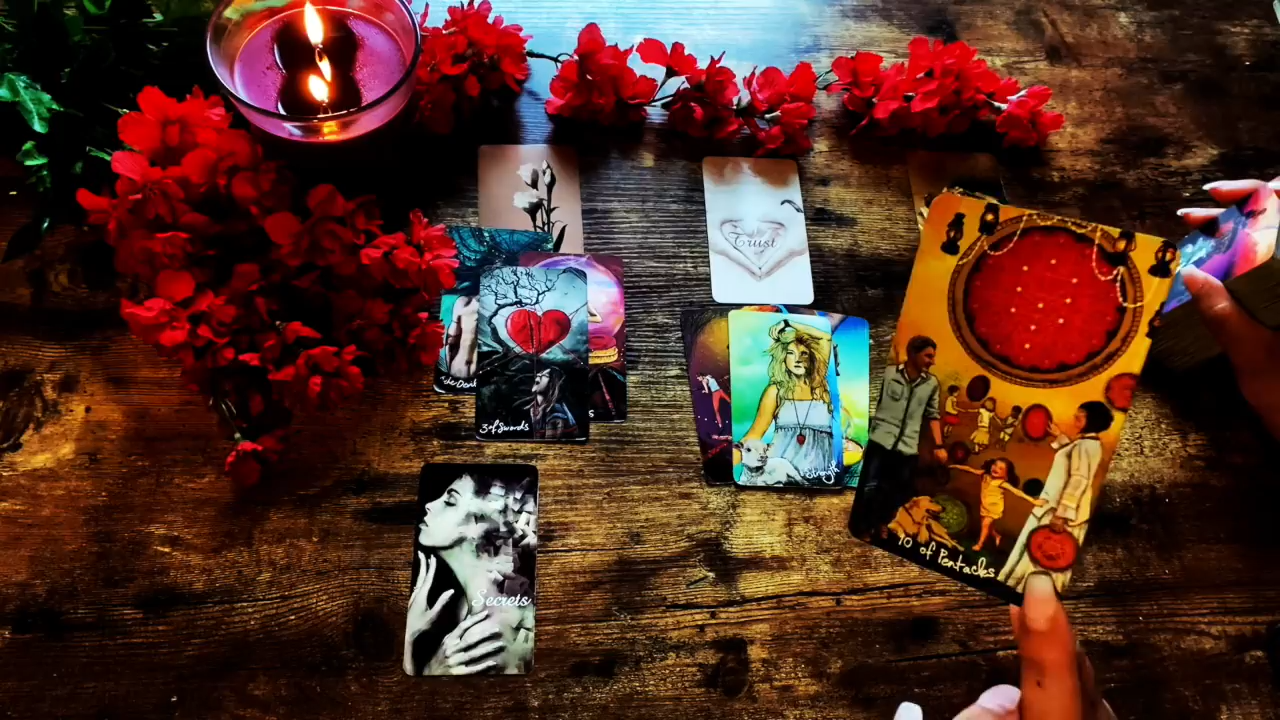 Trust
3 of Swords
Strength
10 of Pentacles
Secrets